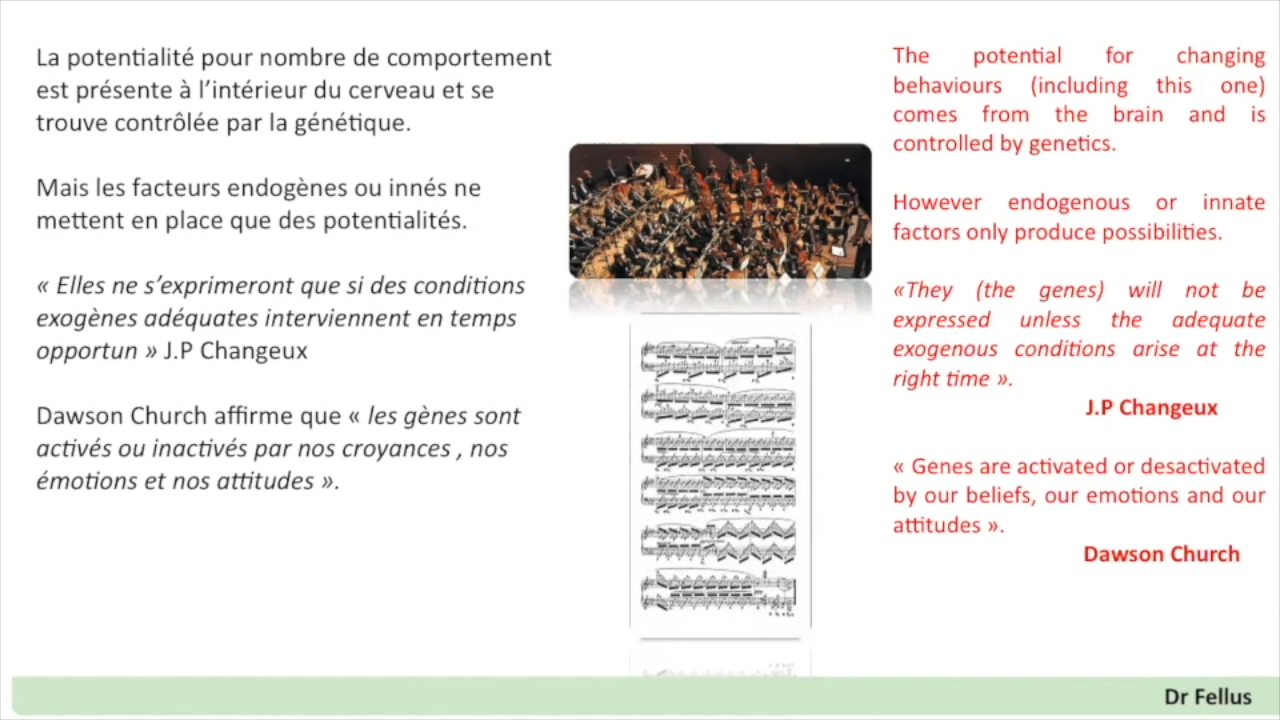 La potentialité pour nombre de comportement
est présente à l’intérieur du cerveau et se
trouve contrôlée par la génétique.
Mais les facteurs endogènes ou innés ne
mettent en place que des potentialités.
« Elles ne s’exprimeront que si des conditions
exogènes adéquates interviennent en temps
opportun » J.P Changeux
Dawson Church affirme que « les gènes sont
activés ou inactivés par nos croyances , nos
émotions et nos attitudes ».
The potential for changing
behaviours (including this one)
comes from the brain and is
controlled by genetics.
However endogenous or innate
factors only produce possibilities.
«They (the genes) will not be
expressed unless the adequate
exogenous conditions arise at the
right time ».
J.P Changeux
« Genes are activated or desactivated
by our beliefs, our emotions and our
attitudes ».
Dawson Church
Dr Fellus